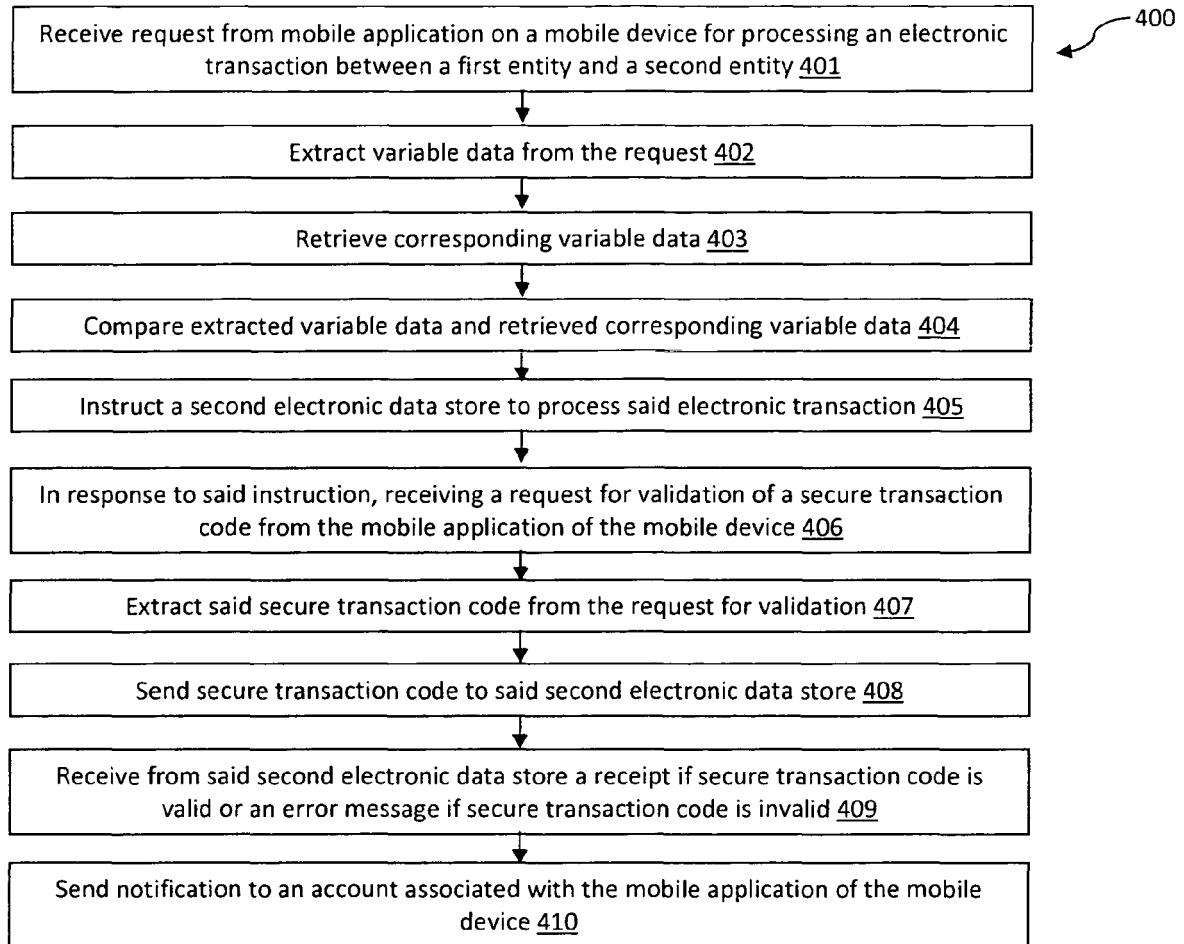 400
Receive request from mobile application on a mobile device for processing an electronic
transaction between a first entity and a second entity 401
Extract variable data from the request 402
Retrieve corresponding variable data 403
Compare extracted variable data and retrieved corresponding variable data 404
Instruct a second electronic data store to process said electronic transaction 405
In response to said instruction, receiving a request for validation of a secure transaction
code from the mobile application of the mobile device 406
Extract said secure transaction code from the request for validation 407
Send secure transaction code to said second electronic data store 408
Receive from said second electronic data store a receipt if secure transaction code is
valid or an error message if secure transaction code is invalid 409
Send notification to an account associated with the mobile application of the mobile
device 410